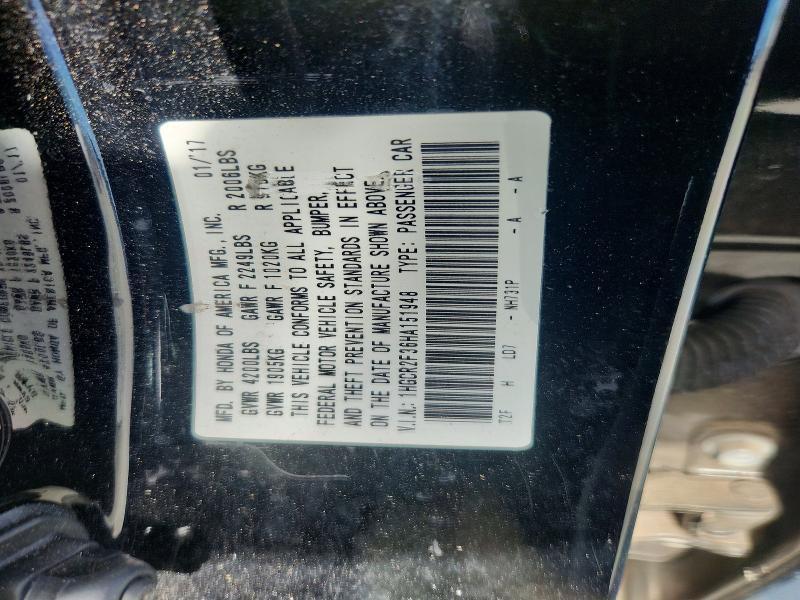 MFD. BY HONDA OF AMERICA MFG., INC. 01/'17
GVWR 4200LBS GAWR F 2249LBS R 2006LBS
GVWR 1905KG GAWR F 1020KG R KG
THIS VEHICLE CONFORMS TO ALL APPLICABLE
FEDERAL MOTOR VEHICLE SAFETY, BUMPER,
AND THEFT PREVENTION STANDARDS IN EFFECT
ON THE DATE OF MANUFACTURE SHOWN ABOVE.
V.I.N.: 1HGCR2F36HA151948 TYPE: PASSENGER CAR
T2F H LD7 - NH731P - A - A